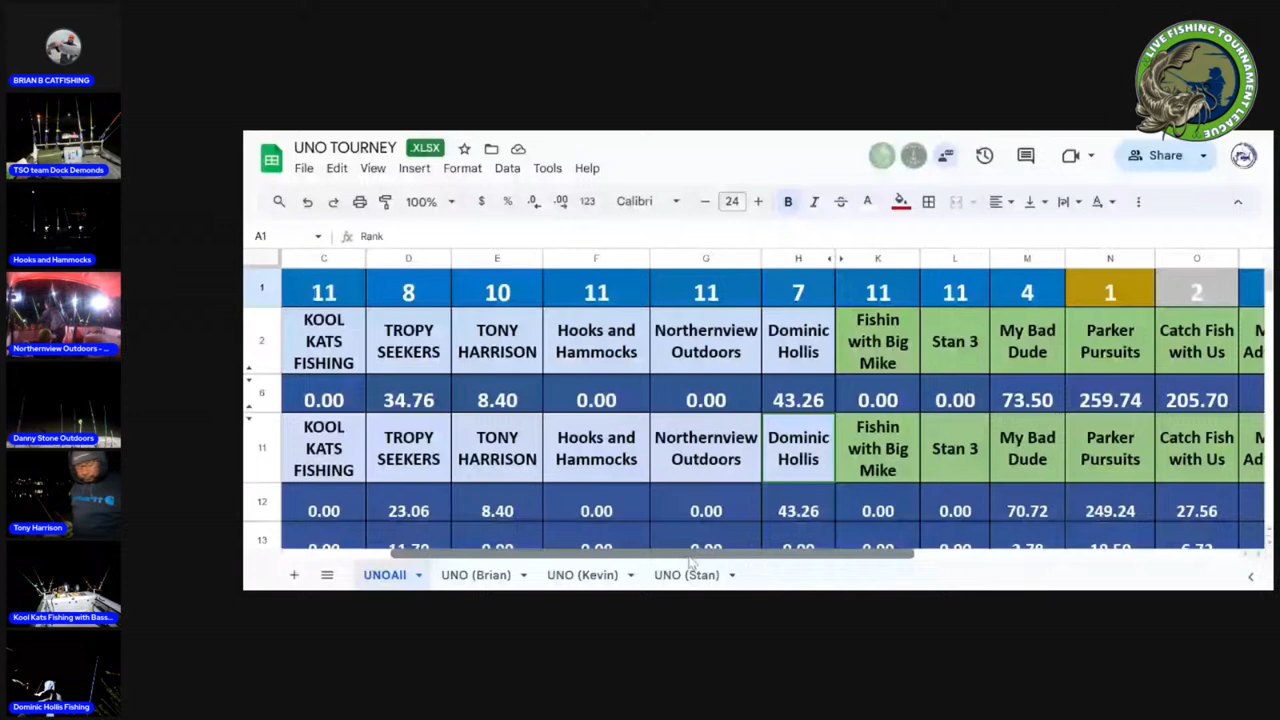 BRIAN B CATFISHING
TSO team Dock Demonds
Hooks and Hammocks
Northernview Outdoors - ...
Danny Stone Outdoors
Tony Harrison
Kool Kats Fishing with Bass...
Dominic Hollis Fishing
LIVE FISHING TOURNAMENT LEAGUE
UNO TOURNEY .XLSX
File Edit View Insert Format Data Tools Help
Share
100% $ % .0 .00 123 Calibri 24 B I A
A1 fx Rank
C D E F G H K L M N O
1 11 8 10 11 11 7 11 11 4 1 2
2 KOOL KATS FISHING TROPY SEEKERS TONY HARRISON Hooks and Hammocks Northernview Outdoors Dominic Hollis Fishin with Big Mike Stan 3 My Bad Dude Parker Pursuits Catch Fish with Us
6 0.00 34.76 8.40 0.00 0.00 43.26 0.00 0.00 73.50 259.74 205.70
11 KOOL KATS FISHING TROPY SEEKERS TONY HARRISON Hooks and Hammocks Northernview Outdoors Dominic Hollis Fishin with Big Mike Stan 3 My Bad Dude Parker Pursuits Catch Fish with Us
12 0.00 23.06 8.40 0.00 0.00 43.26 0.00 0.00 70.72 249.24 27.56
13
UNOAll UNO (Brian) UNO (Kevin) UNO (Stan)